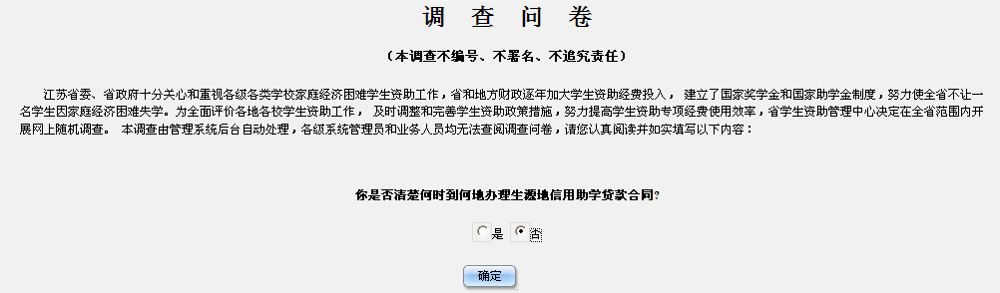 调 查 问 卷
（本调查不编号、不署名、不追究责任）
江苏省委、省政府十分关心和重视各级各类学校家庭经济困难学生资助工作，省和地方财政逐年加大学生资助经费投入， 建立了国家奖学金和国家助学金制度，努力使全省不让一
名学生因家庭经济困难失学。为全面评价各地各校学生资助工作， 及时调整和完善学生资助政策措施，努力提高学生资助专项经费使用效率，省学生资助管理中心决定在全省范围内开
展网上随机调查。 本调查由管理系统后台自动处理，各级系统管理员和业务人员均无法查阅调查问卷，请您认真阅读并如实填写以下内容：
你是否清楚何时到何地办理生源地信用助学贷款合同?
是 否
确定